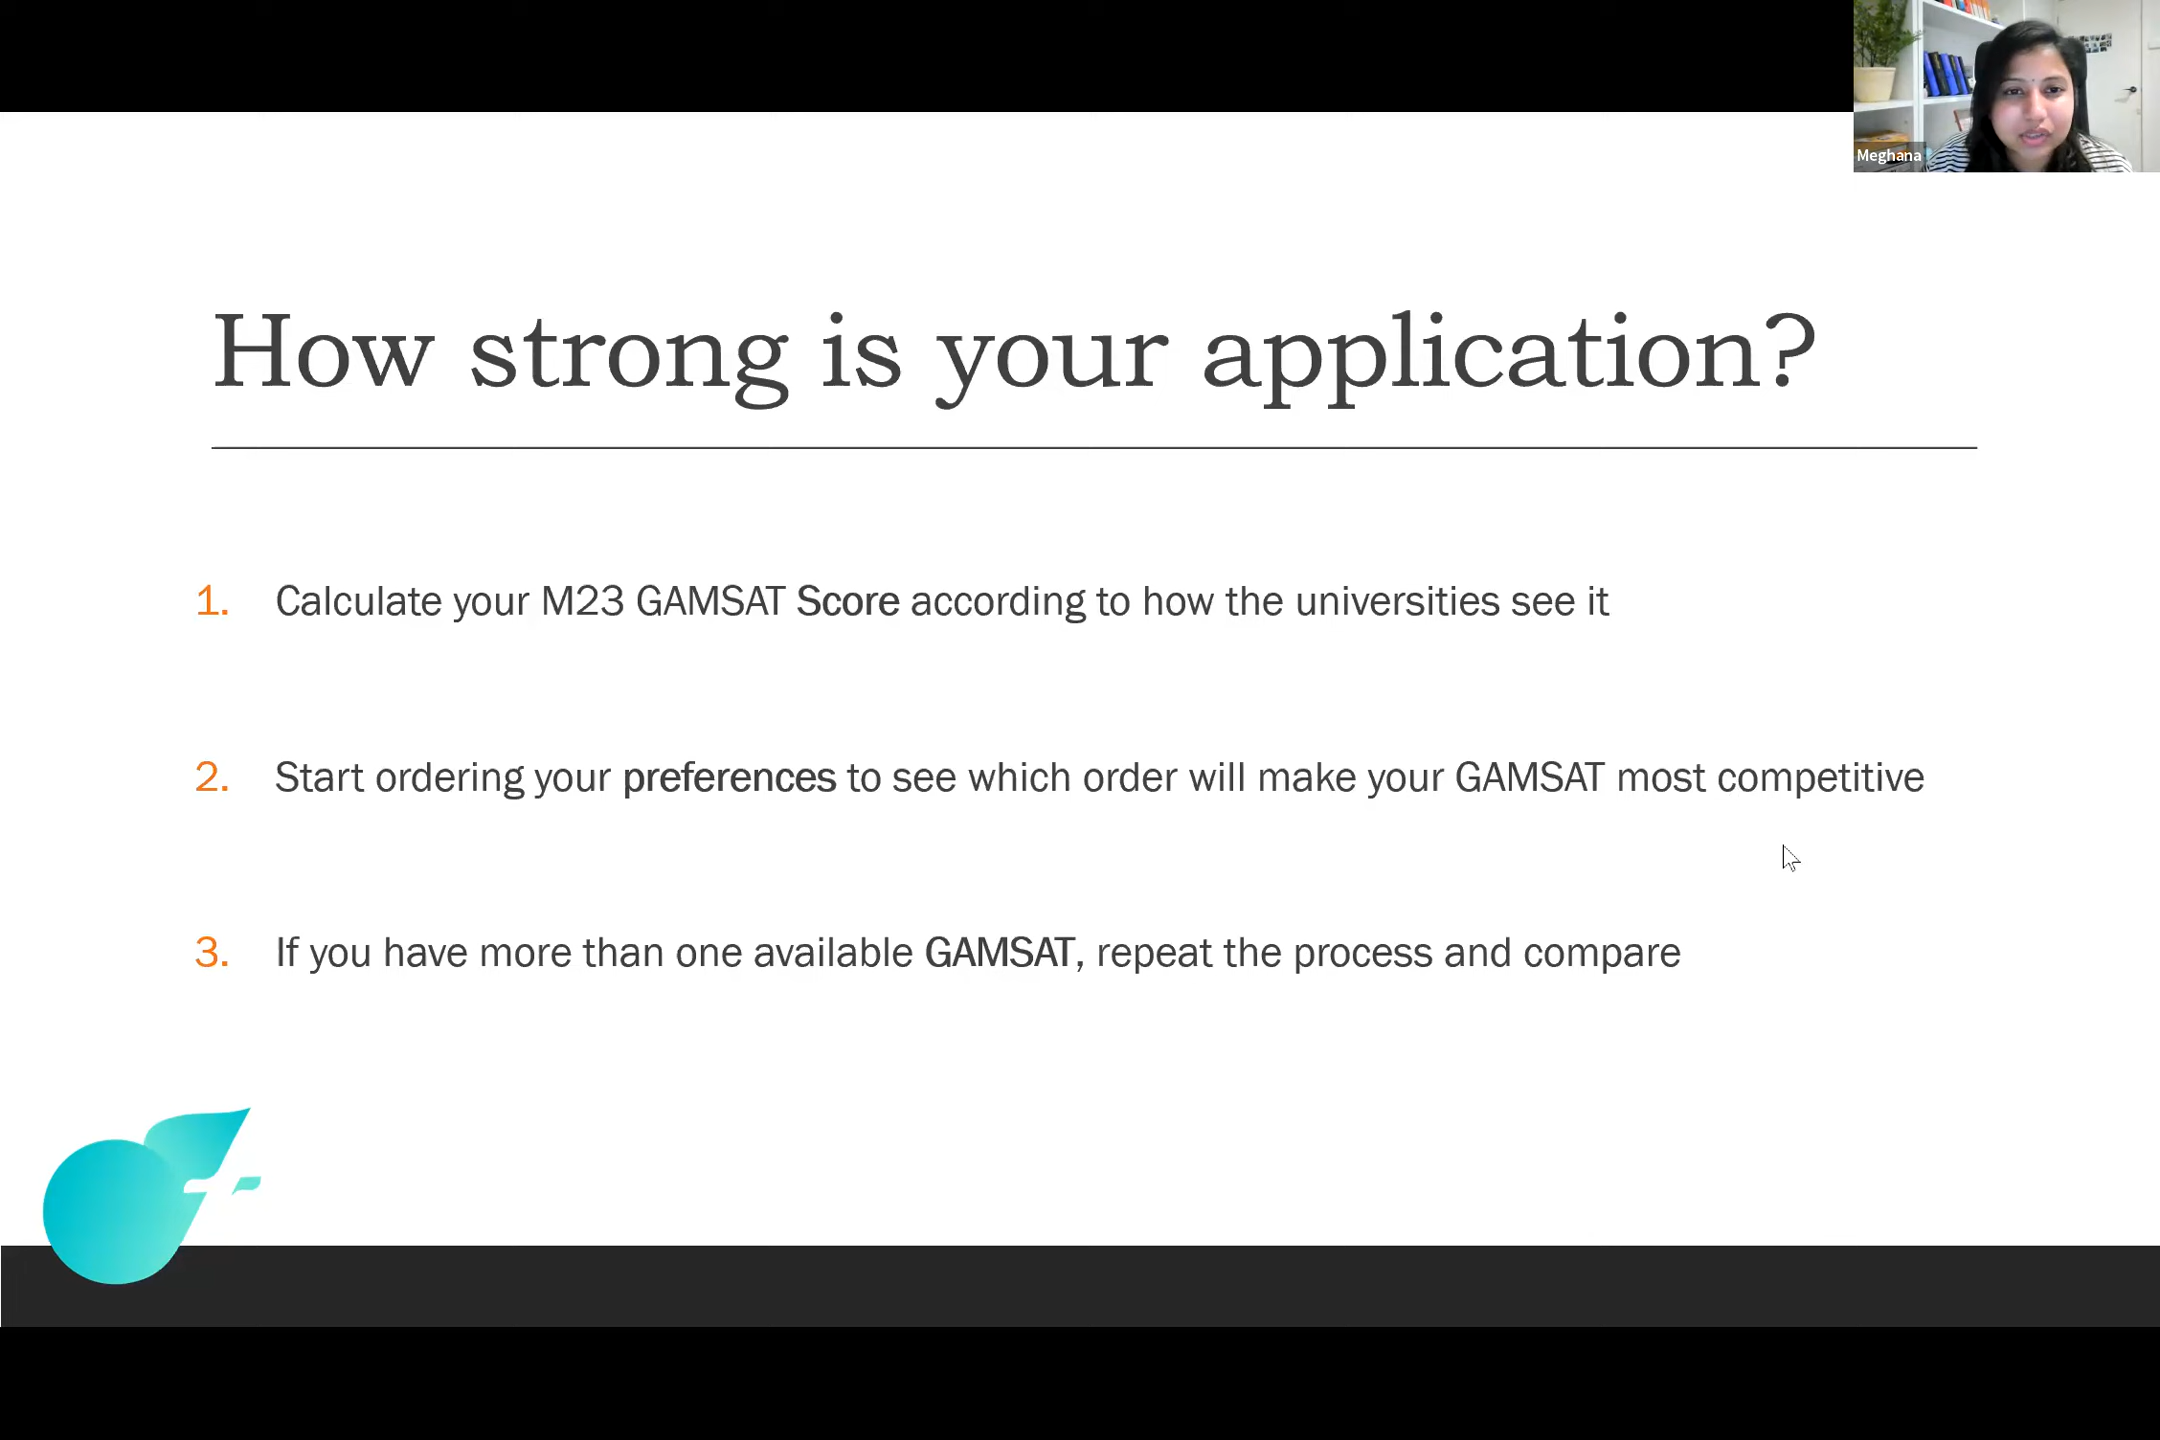 Meghana
How strong is your application?
1. Calculate your M23 GAMSAT Score according to how the universities see it
2. Start ordering your preferences to see which order will make your GAMSAT most competitive
3. If you have more than one available GAMSAT, repeat the process and compare